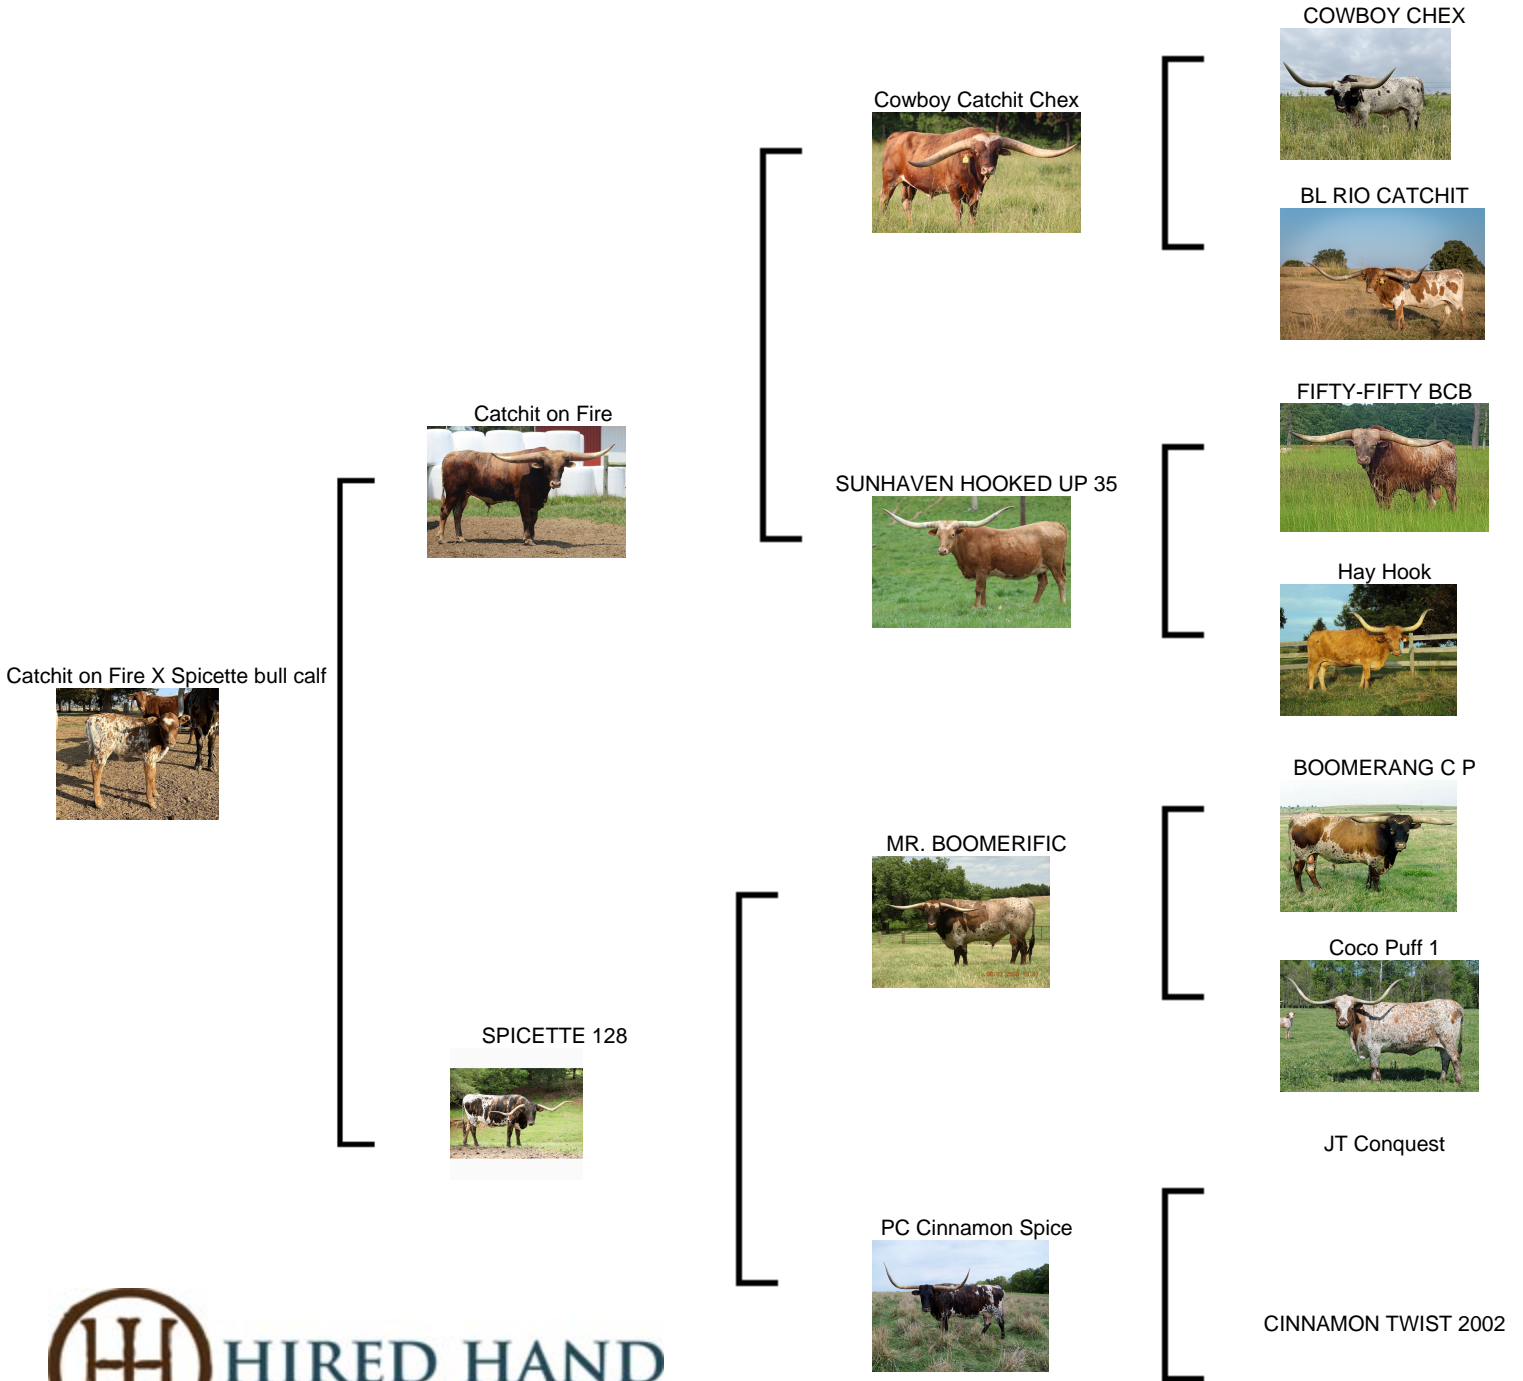 COWBOY CHEX
Cowboy Catchit Chex
BL RIO CATCHIT
FIFTY-FIFTY BCB
Catchit on Fire
SUNHAVEN HOOKED UP 35
Hay Hook
Catchit on Fire X Spicette bull calf
BOOMERANG C P
MR. BOOMERIFIC
Coco Puff 1
SPICETTE 128
JT Conquest
PC Cinnamon Spice
CINNAMON TWIST 2002
HIRED HAND